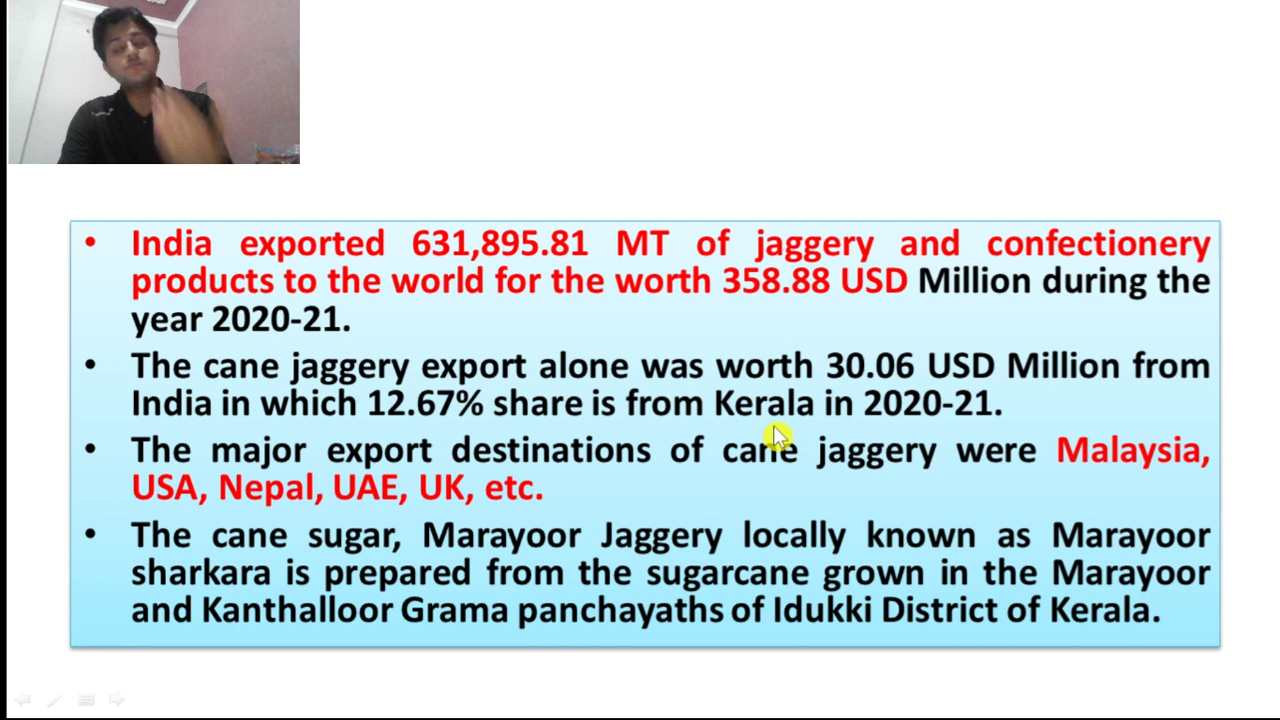 • India exported 631,895.81 MT of jaggery and confectionery
products to the world for the worth 358.88 USD Million during the
year 2020-21.
• The cane jaggery export alone was worth 30.06 USD Million from
India in which 12.67% share is from Kerala in 2020-21.
• The major export destinations of cane jaggery were Malaysia,
USA, Nepal, UAE, UK, etc.
• The cane sugar, Marayoor Jaggery locally known as Marayoor
sharkara is prepared from the sugarcane grown in the Marayoor
and Kanthalloor Grama panchayaths of Idukki District of Kerala.